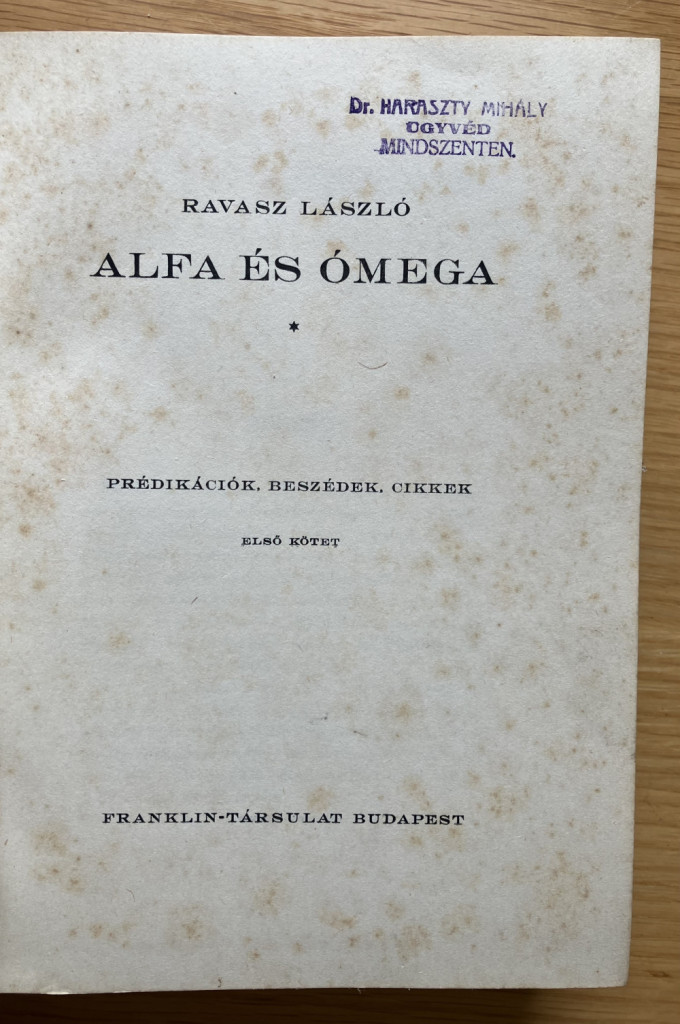 Dr. HARASZTY MIHÁLY
ÜGYVÉD
MINDSZENTEN.
RAVASZ LÁSZLÓ
ALFA ÉS ÓMEGA
*
PRÉDIKÁCIÓK, BESZÉDEK, CIKKEK
ELSŐ KÖTET
FRANKLIN-TÁRSULAT BUDAPEST